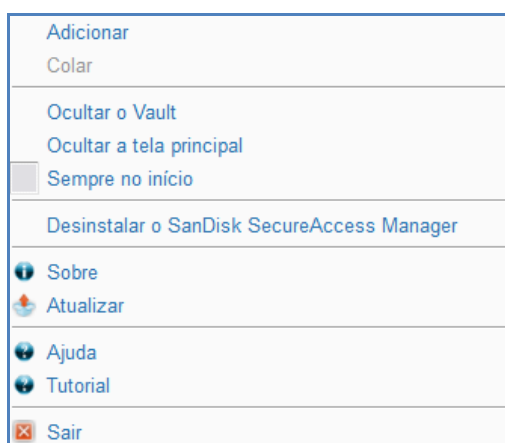 Adicionar
Colar
Ocultar o Vault
Ocultar a tela principal
Sempre no início
Desinstalar o SanDisk SecureAccess Manager
Sobre
Atualizar
Ajuda
Tutorial
Sair